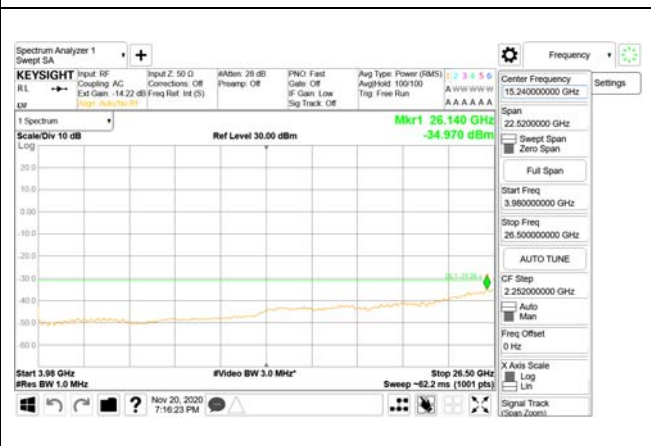 Spectrum Analyzer 1
Swept SA
+
Frequency
KEYSIGHT
RL
Input: RF
Coupling: AC
Ext Gain: -14.22 dB
Align: Auto/No RF
Input Z: 50 Ω
Corrections: Off
Freq Ref: Int (S)
#Atten: 28 dB
Preamp: Off
PNO: Fast
Gate: Off
IF Gain: Low
Sig Track: Off
Avg Type: Power (RMS)
Avg|Hold: 100/100
Trig: Free Run
1 2 3 4 5 6
A W W W W W
A A A A A A
Settings
Center Frequency
15.240000000 GHz
Span
22.5200000 GHz
Swept Span
Zero Span
Full Span
Start Freq
3.980000000 GHz
Stop Freq
26.500000000 GHz
AUTO TUNE
CF Step
2.252000000 GHz
Auto
Man
Freq Offset
0 Hz
X Axis Scale
Log
Lin
Signal Track
(Span Zoom)
1 Spectrum
Scale/Div 10 dB
Ref Level 30.00 dBm
Mkr1 26.140 GHz
-34.970 dBm
Log
20.0
10.0
0.00
-10.0
-20.0
-30.0
-40.0
-50.0
-60.0
Start 3.98 GHz
#Res BW 1.0 MHz
#Video BW 3.0 MHz*
Stop 26.50 GHz
Sweep ~62.2 ms (1001 pts)
?
Nov 20, 2020
7:16:23 PM